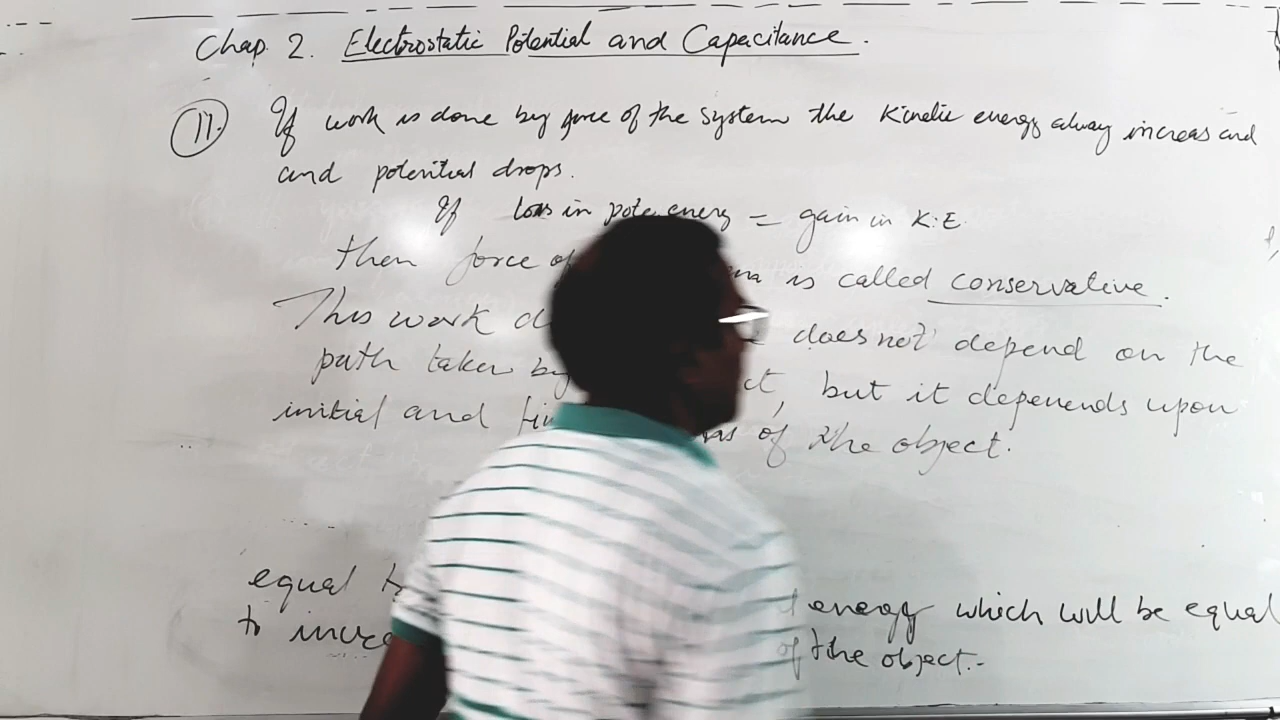 Chap. 2. Electrostatic Potential and Capacitance.
11. If work is done by force of the system the kinetic energy alway increas and
and potential drops.
If loss in pote energy = gain in K.E.
then force of is called conservative.
This work does not depend on the
path taken by but it depenends upon
initial and of the object.
equal energy which will be equal
to of the object.-